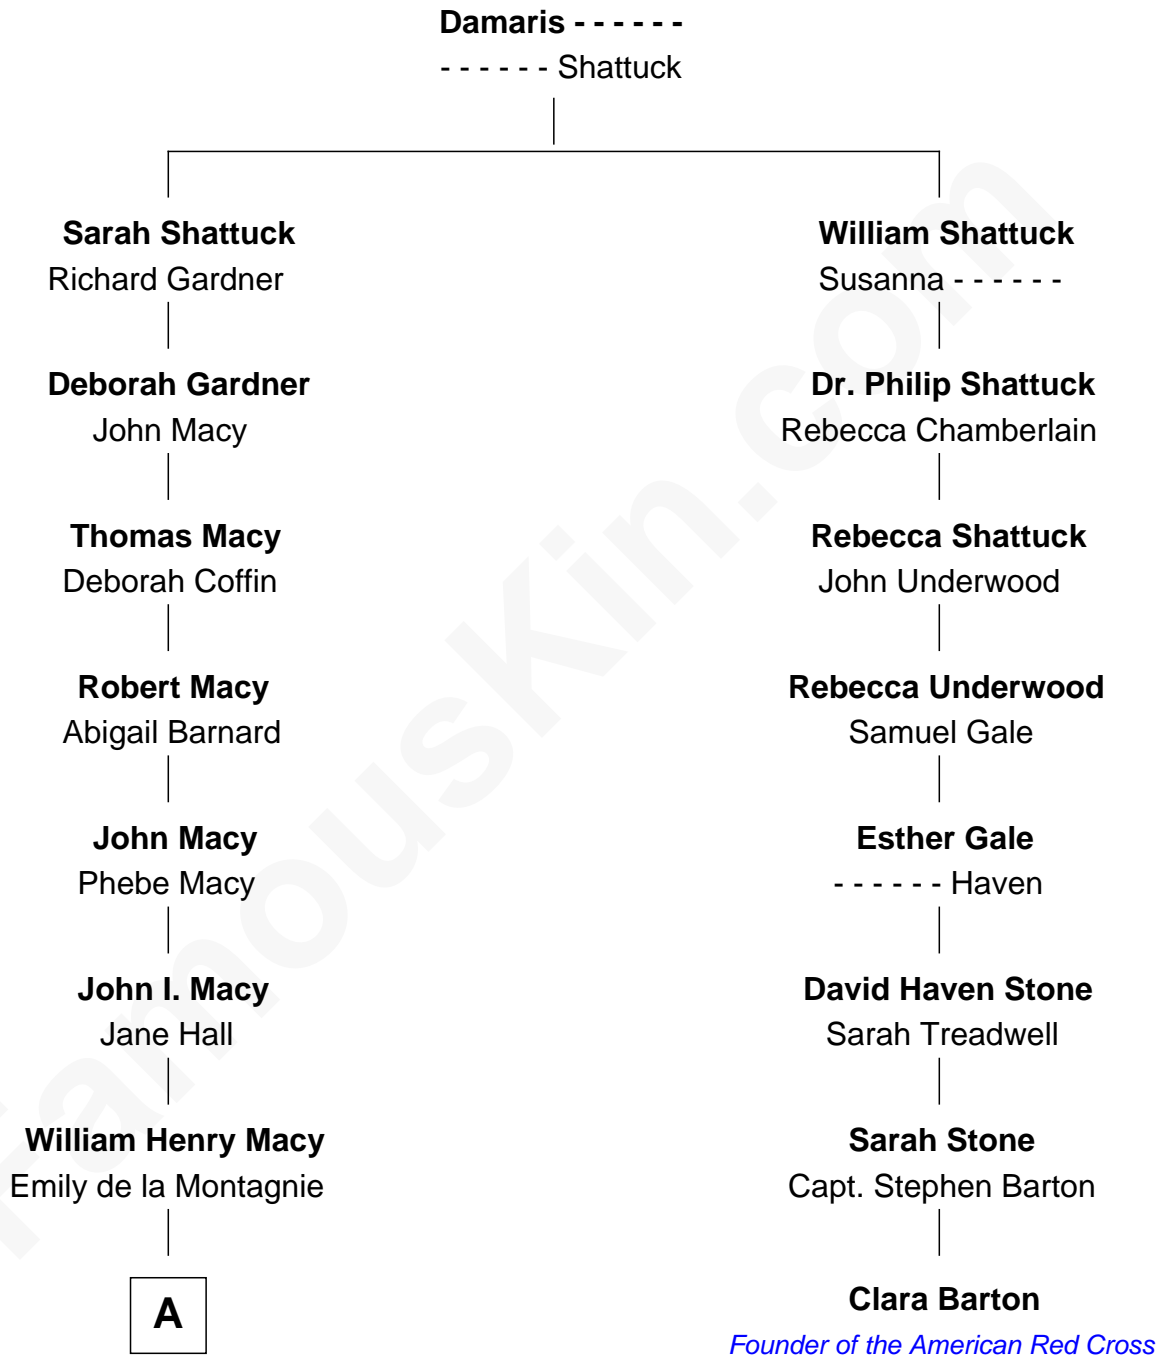 Damaris - - - - - -
- - - - - - Shattuck
Sarah Shattuck
Richard Gardner
William Shattuck
Susanna - - - - - -
Deborah Gardner
John Macy
Dr. Philip Shattuck
Rebecca Chamberlain
Thomas Macy
Deborah Coffin
Rebecca Shattuck
John Underwood
Robert Macy
Abigail Barnard
Rebecca Underwood
Samuel Gale
John Macy
Phebe Macy
Esther Gale
- - - - - - Haven
John I. Macy
Jane Hall
David Haven Stone
Sarah Treadwell
William Henry Macy
Emily de la Montagnie
Sarah Stone
Capt. Stephen Barton
A
Clara Barton
Founder of the American Red Cross
FamousKin.com